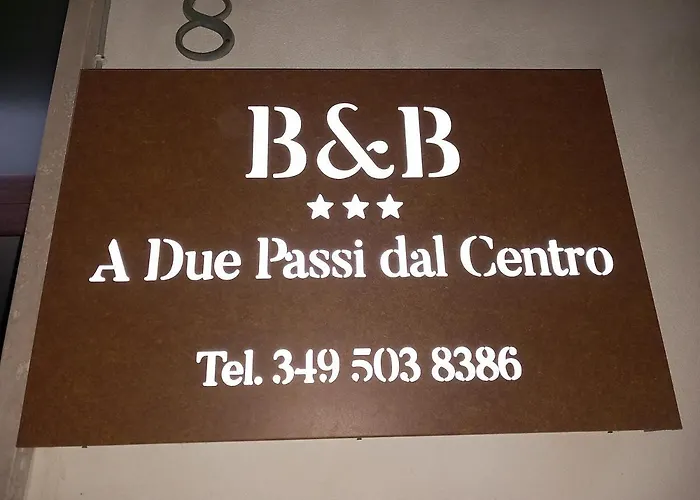 8
B&B
★★★
A Due Passi dal Centro
Tel. 349 503 8386